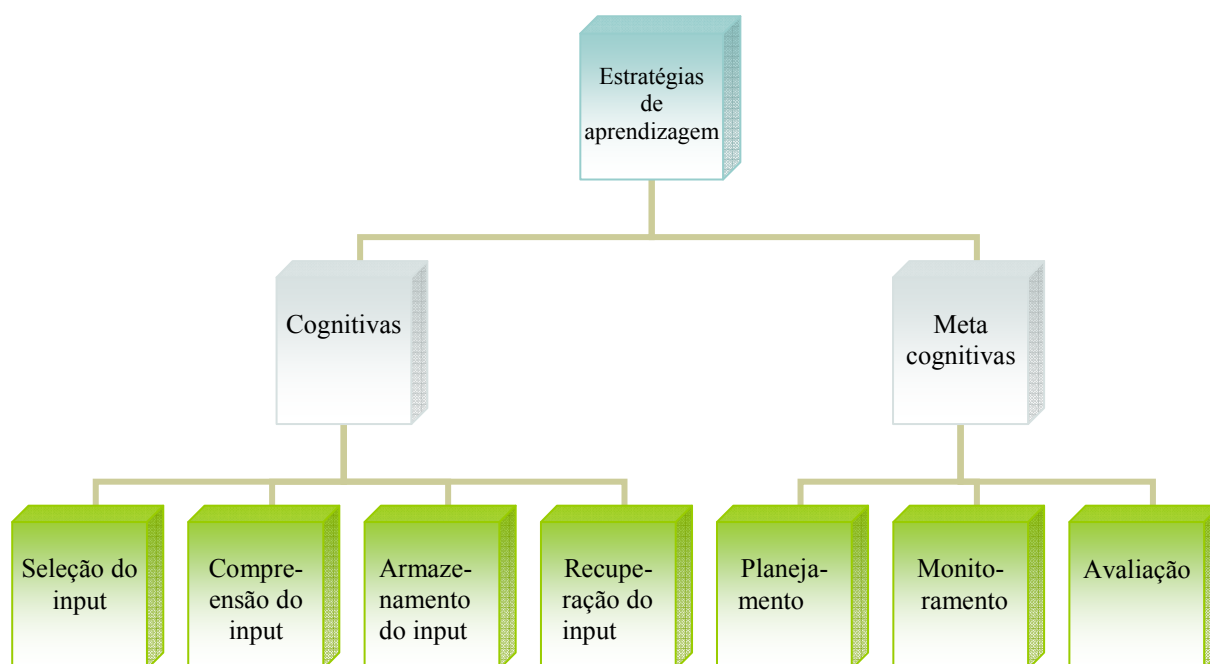 Estratégias
de
aprendizagem
Cognitivas
Meta
cognitivas
Seleção do
input
Compre-
ensão do
input
Armaze-
namento
do input
Recupe-
ração do
input
Planeja-
mento
Monito-
ramento
Avaliação